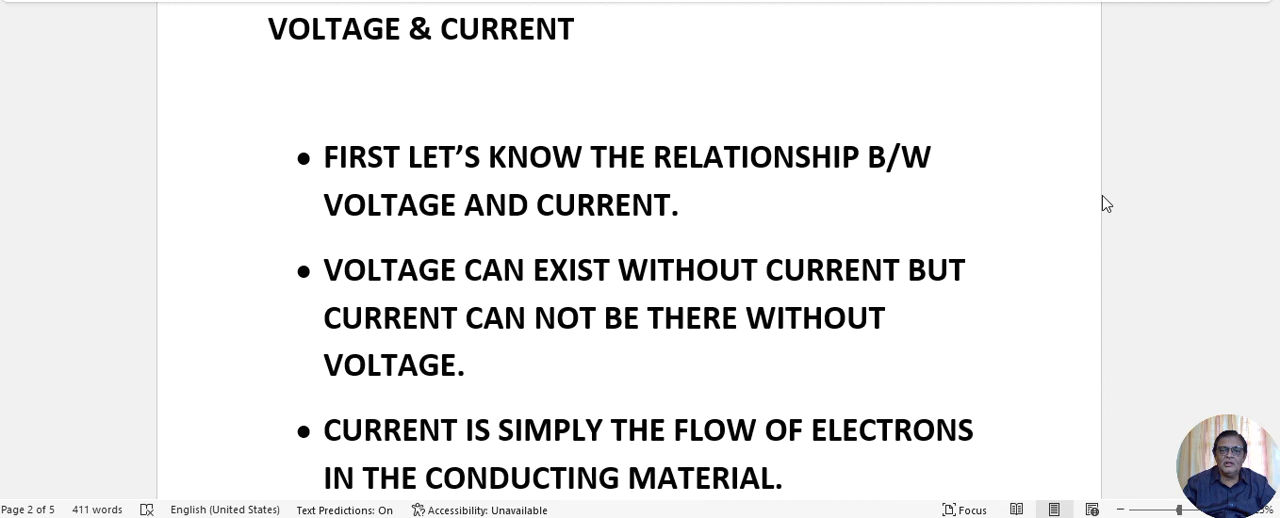 VOLTAGE & CURRENT
● FIRST LET’S KNOW THE RELATIONSHIP B/W
VOLTAGE AND CURRENT.
● VOLTAGE CAN EXIST WITHOUT CURRENT BUT
CURRENT CAN NOT BE THERE WITHOUT
VOLTAGE.
● CURRENT IS SIMPLY THE FLOW OF ELECTRONS
IN THE CONDUCTING MATERIAL.
Page 2 of 5 411 words English (United States) Text Predictions: On Accessibility: Unavailable Focus